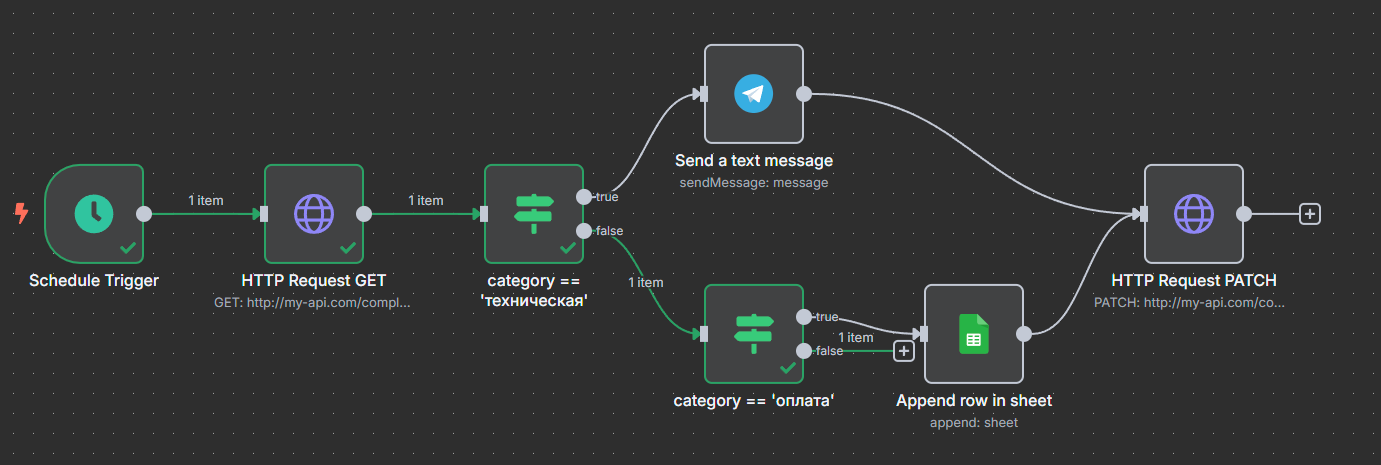 Send a text message
sendMessage: message
1 item
1 item
true
false
Schedule Trigger
HTTP Request GET
GET: http://my-api.com/compl...
category ==
'техническая'
HTTP Request PATCH
PATCH: http://my-api.com/co...
1 item
true
1 item
false
category == 'оплата'
Append row in sheet
append: sheet